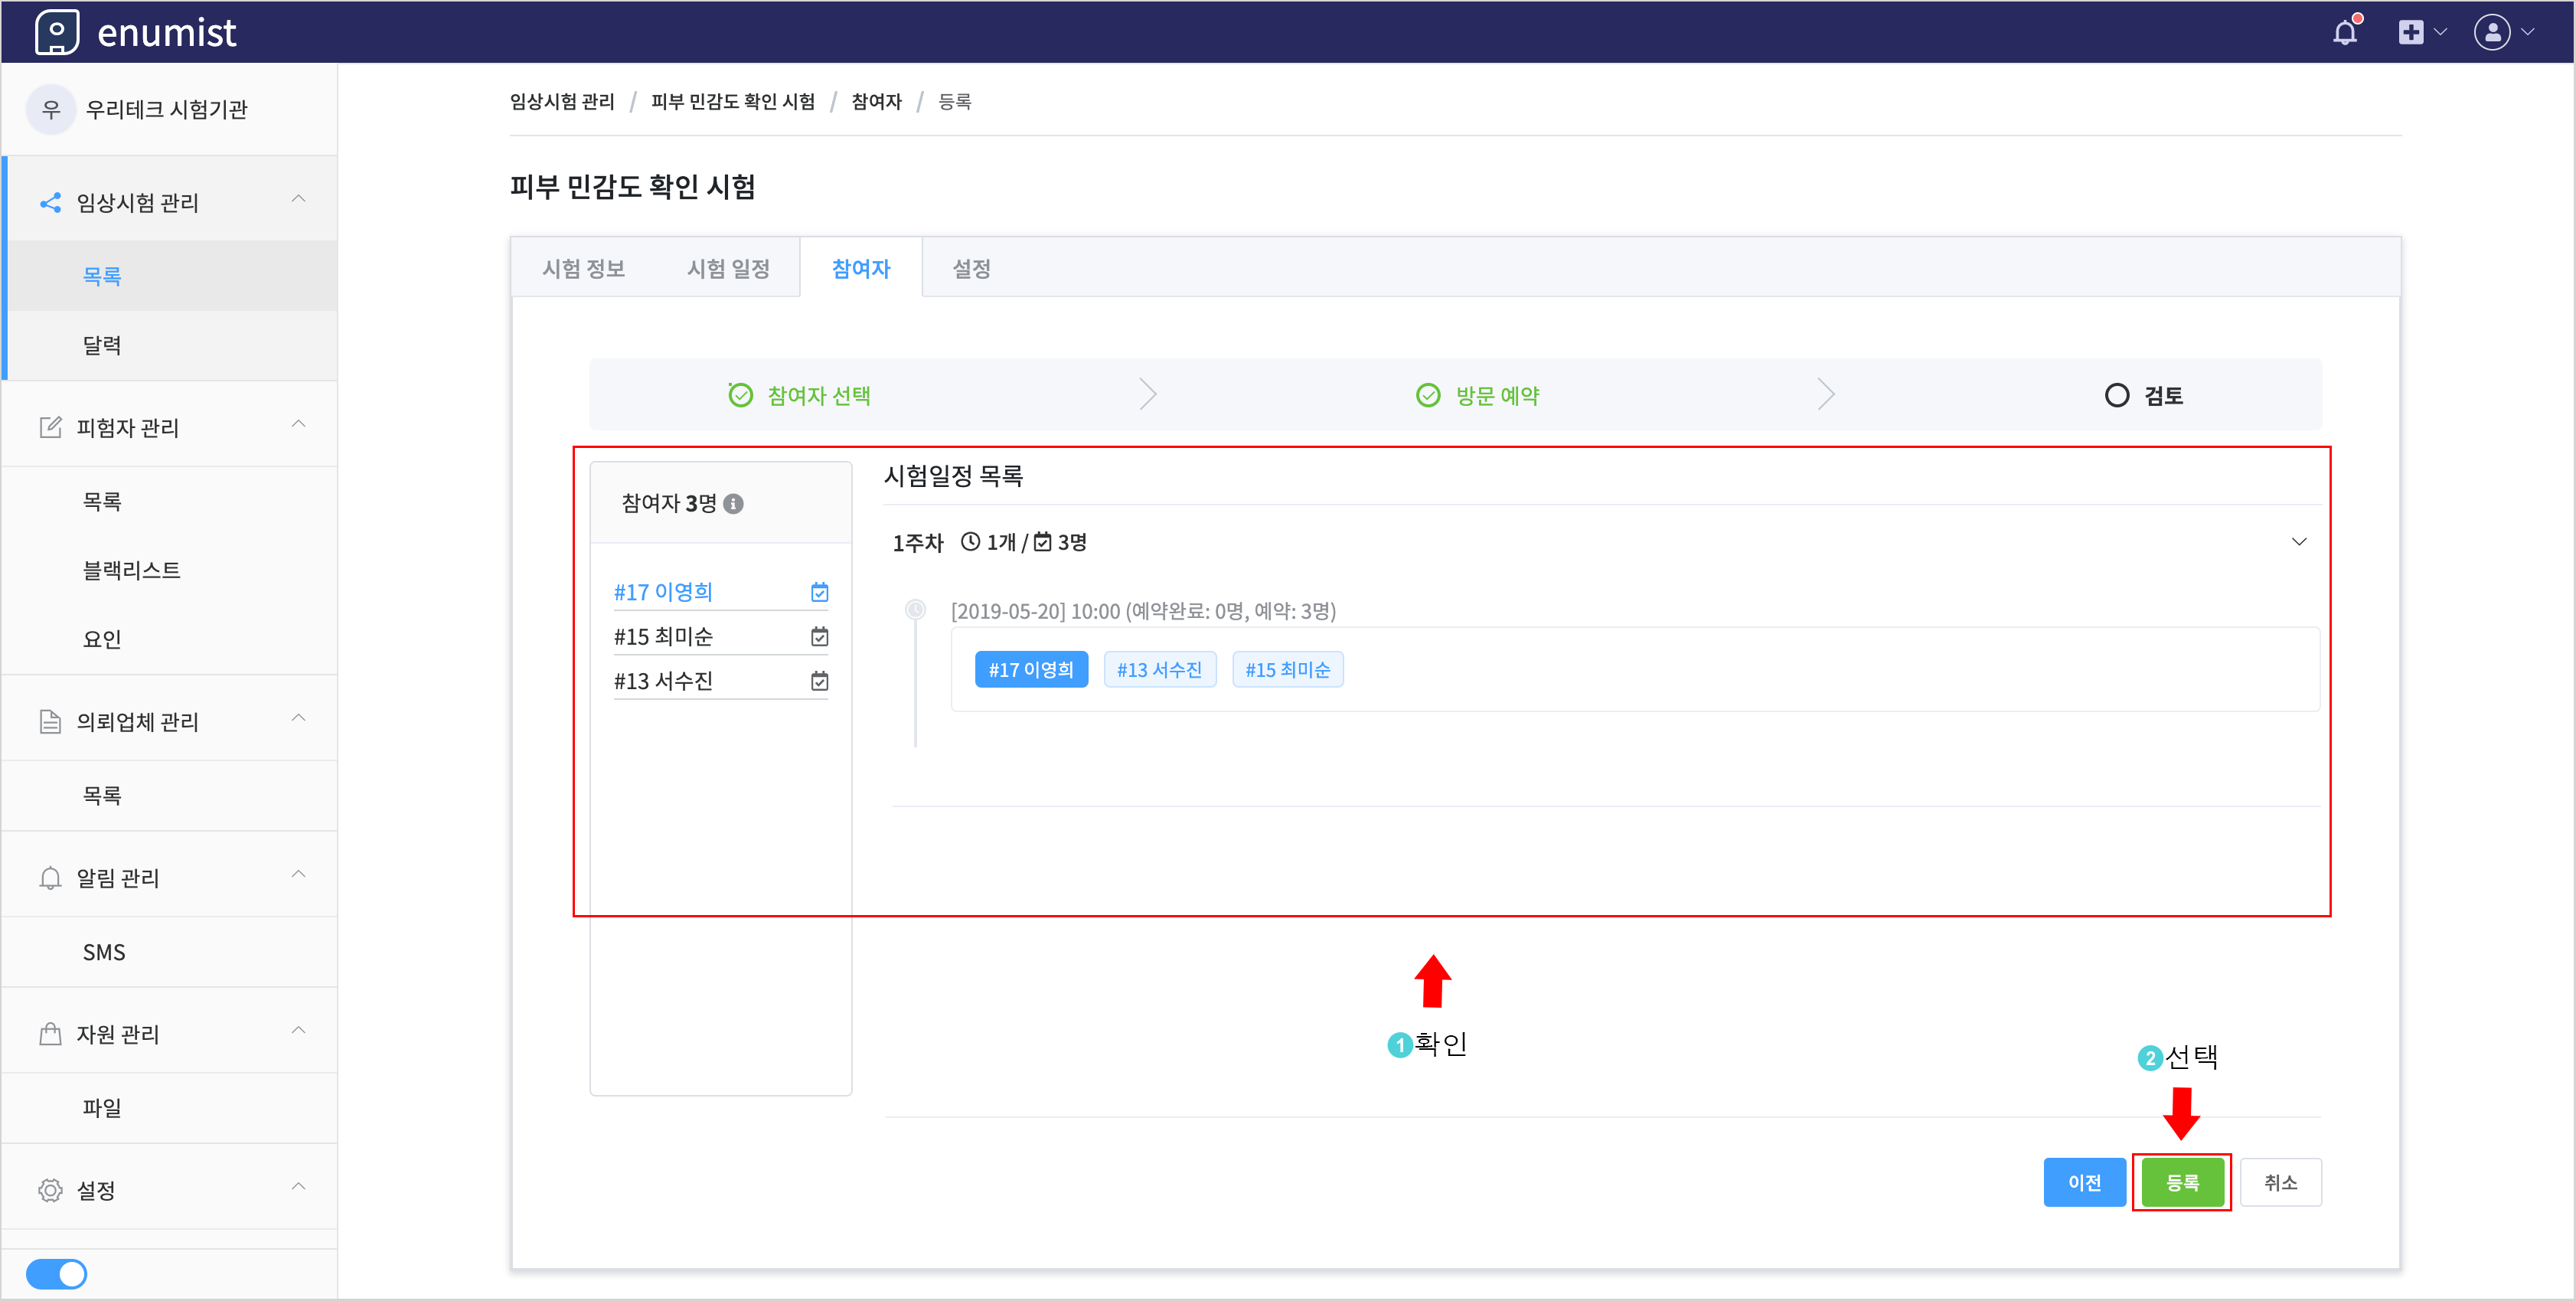 enumist
우 우리테크 시험기관
임상시험 관리
목록
달력
피험자 관리
목록
블랙리스트
요인
의뢰업체 관리
목록
알림 관리
SMS
자원 관리
파일
설정
임상시험 관리 / 피부 민감도 확인 시험 / 참여자 / 등록
피부 민감도 확인 시험
시험 정보 시험 일정 참여자 설정
참여자 선택 방문 예약 검토
참여자 3명
#17 이영희
#15 최미순
#13 서수진
시험일정 목록
1주차 1개 / 3명
[2019-05-20] 10:00 (예약완료: 0명, 예약: 3명)
#17 이영희 #13 서수진 #15 최미순
1 확인
2 선택
이전 등록 취소